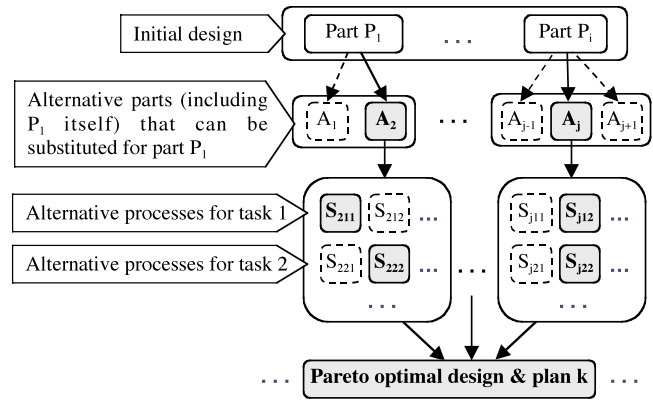 Initial design
Part P1 ... Part Pi
Alternative parts (including
P1 itself) that can be
substituted for part P1
A1 A2 ... Aj-1 Aj Aj+1
Alternative processes for task 1
S211 S212 ... Sj11 Sj12 ...
Alternative processes for task 2
S221 S222 ... ... Sj21 Sj22 ...
... ...
... Pareto optimal design & plan k ...